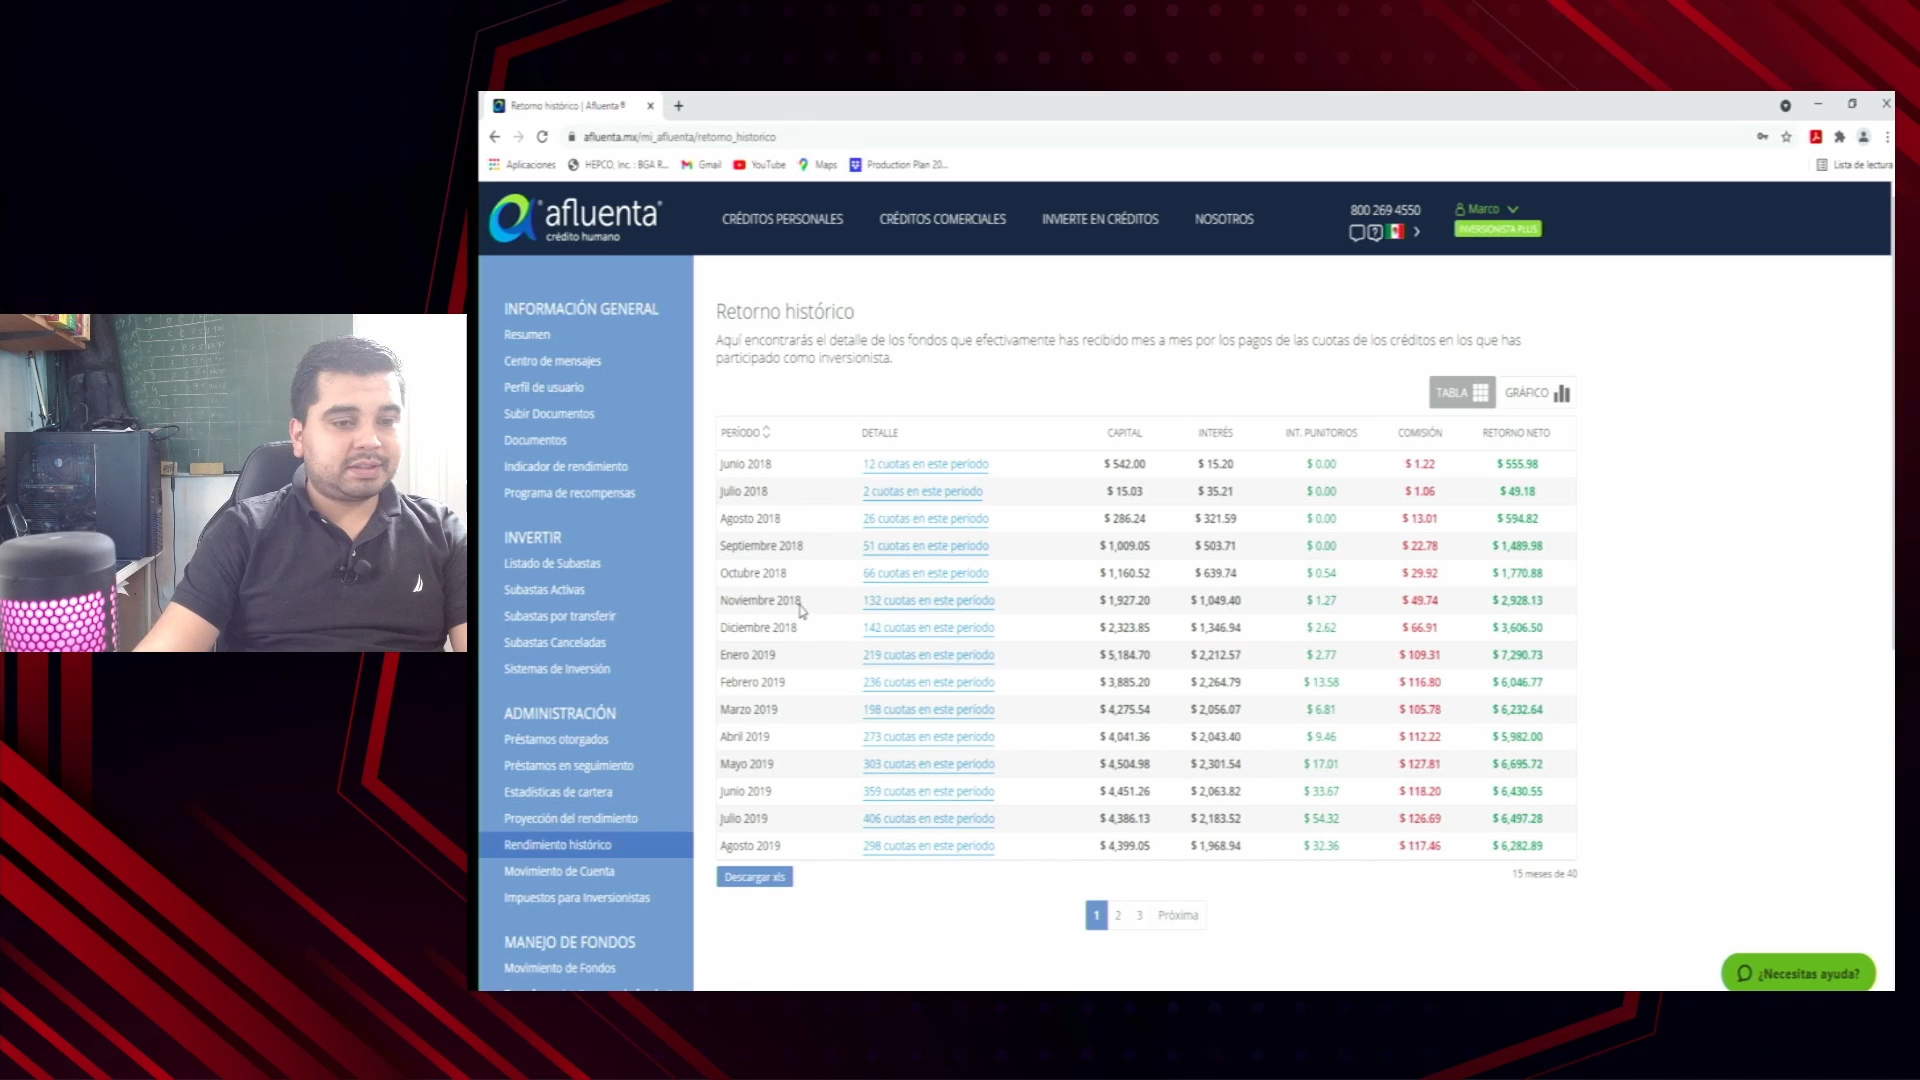 Retorno histórico | Afluenta®
afluenta.mx/mi_afluenta/retorno_historico
Aplicaciones
HEPCO, Inc. : BGA R...
Gmail
YouTube
Maps
Production Plan 20...
Lista de lectura
afluenta
crédito humano
CRÉDITOS PERSONALES
CRÉDITOS COMERCIALES
INVIERTE EN CRÉDITOS
NOSOTROS
800 269 4550
Marco
INVERSIONISTA PLUS
INFORMACIÓN GENERAL
Resumen
Centro de mensajes
Perfil de usuario
Subir Documentos
Documentos
Indicador de rendimiento
Programa de recompensas
INVERTIR
Listado de Subastas
Subastas Activas
Subastas por transferir
Subastas Canceladas
Sistemas de Inversión
ADMINISTRACIÓN
Préstamos otorgados
Préstamos en seguimiento
Estadísticas de cartera
Proyección del rendimiento
Rendimiento histórico
Movimiento de Cuenta
Impuestos para Inversionistas
MANEJO DE FONDOS
Movimiento de Fondos
Retorno histórico
Aquí encontrarás el detalle de los fondos que efectivamente has recibido mes a mes por los pagos de las cuotas de los créditos en los que has
participado como inversionista.
TABLA
GRÁFICO
PERÍODO DETALLE CAPITAL INTERÉS INT. PUNITORIOS COMISIÓN RETORNO NETO
Junio 2018 12 cuotas en este período $ 542.00 $ 15.20 $ 0.00 $ 1.22 $ 555.98
Julio 2018 2 cuotas en este período $ 15.03 $ 35.21 $ 0.00 $ 1.06 $ 49.18
Agosto 2018 26 cuotas en este período $ 286.24 $ 321.59 $ 0.00 $ 13.01 $ 594.82
Septiembre 2018 51 cuotas en este período $ 1,009.05 $ 503.71 $ 0.00 $ 22.78 $ 1,489.98
Octubre 2018 66 cuotas en este período $ 1,160.52 $ 639.74 $ 0.54 $ 29.92 $ 1,770.88
Noviembre 2018 132 cuotas en este período $ 1,927.20 $ 1,049.40 $ 1.27 $ 49.74 $ 2,928.13
Diciembre 2018 142 cuotas en este período $ 2,323.85 $ 1,346.94 $ 2.62 $ 66.91 $ 3,606.50
Enero 2019 219 cuotas en este período $ 5,184.70 $ 2,212.57 $ 2.77 $ 109.31 $ 7,290.73
Febrero 2019 236 cuotas en este período $ 3,885.20 $ 2,264.79 $ 13.58 $ 116.80 $ 6,046.77
Marzo 2019 198 cuotas en este período $ 4,275.54 $ 2,056.07 $ 6.81 $ 105.78 $ 6,232.64
Abril 2019 273 cuotas en este período $ 4,041.36 $ 2,043.40 $ 9.46 $ 112.22 $ 5,982.00
Mayo 2019 303 cuotas en este período $ 4,504.98 $ 2,301.54 $ 17.01 $ 127.81 $ 6,695.72
Junio 2019 359 cuotas en este período $ 4,451.26 $ 2,063.82 $ 33.67 $ 118.20 $ 6,430.55
Julio 2019 406 cuotas en este período $ 4,386.13 $ 2,183.52 $ 54.32 $ 126.69 $ 6,497.28
Agosto 2019 298 cuotas en este período $ 4,399.05 $ 1,968.94 $ 32.36 $ 117.46 $ 6,282.89
Descargar xls
15 meses de 40
1 2 3 Próxima
¿Necesitas ayuda?